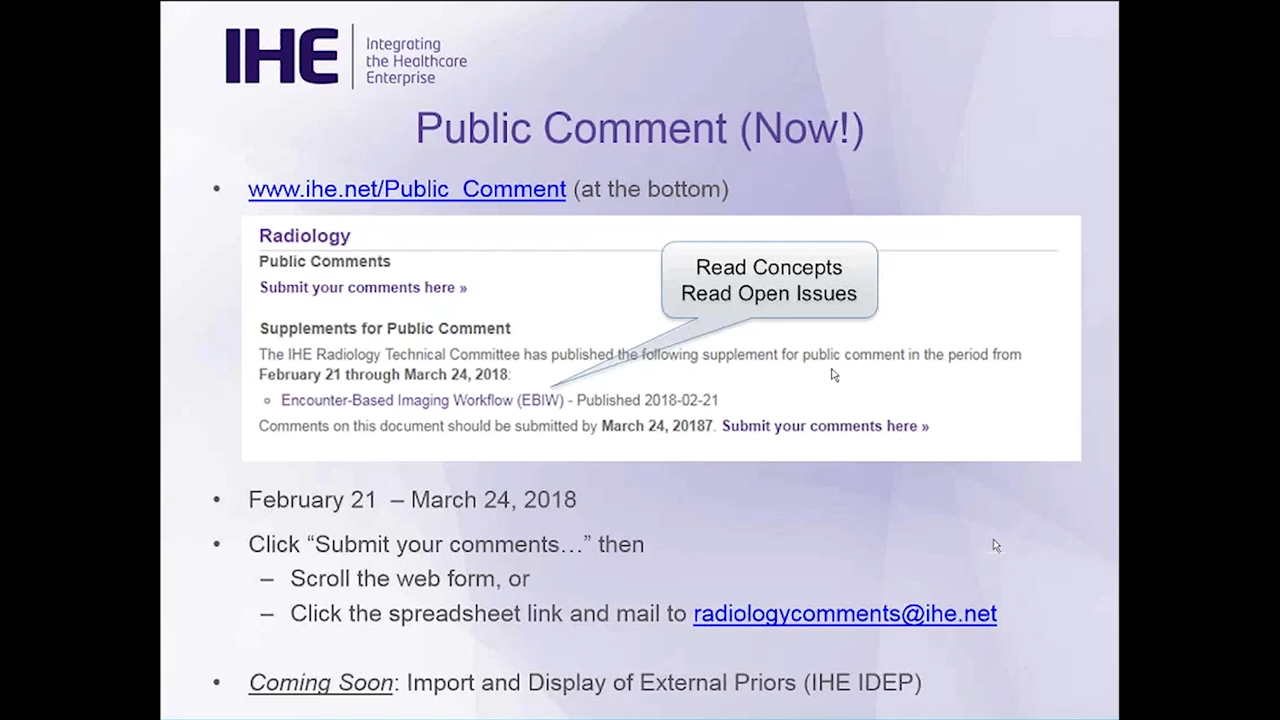 IHE
Integrating
the Healthcare
Enterprise
Public Comment (Now!)
• www.ihe.net/Public_Comment (at the bottom)
Radiology
Public Comments
Submit your comments here »
Read Concepts
Read Open Issues
Supplements for Public Comment
The IHE Radiology Technical Committee has published the following supplement for public comment in the period from
February 21 through March 24, 2018:
Encounter-Based Imaging Workflow (EBIW) - Published 2018-02-21
Comments on this document should be submitted by March 24, 20187. Submit your comments here »
• February 21 – March 24, 2018
• Click “Submit your comments…” then
– Scroll the web form, or
– Click the spreadsheet link and mail to radiologycomments@ihe.net
• Coming Soon: Import and Display of External Priors (IHE IDEP)